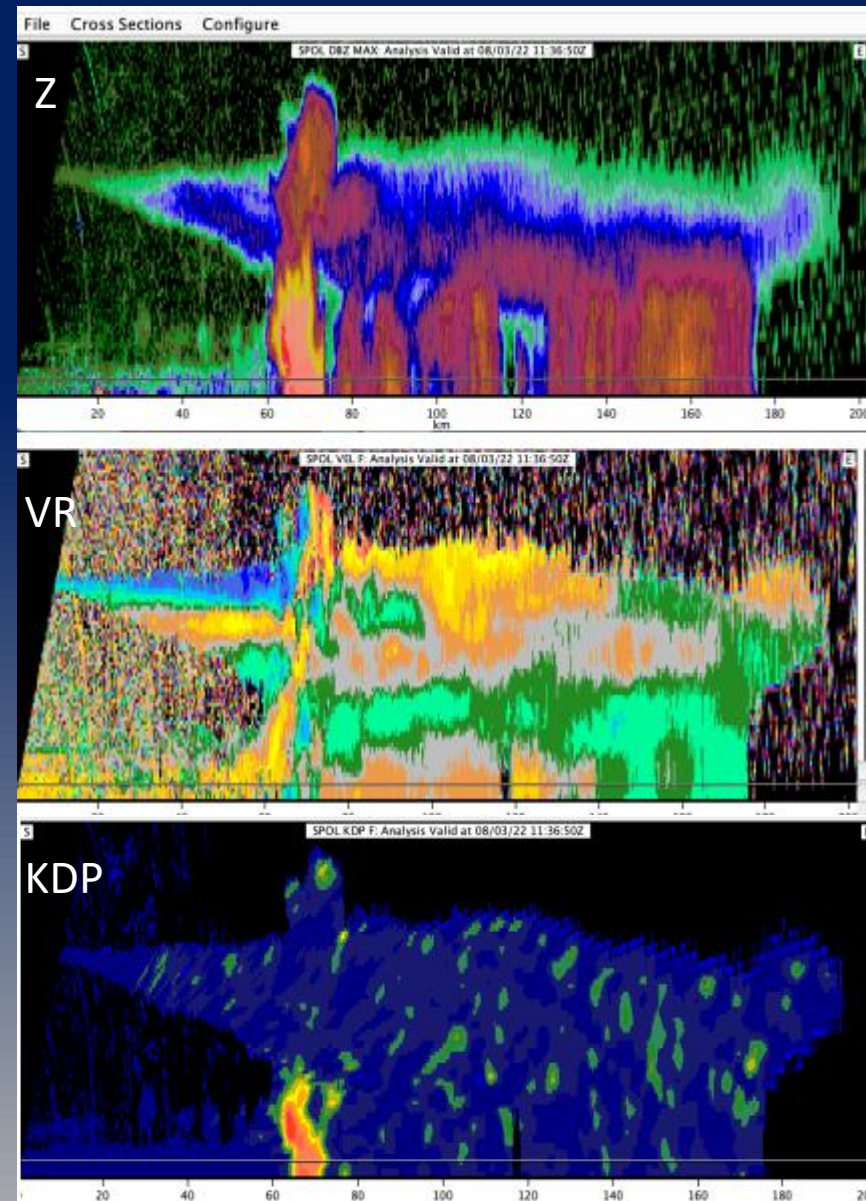 File Cross Sections Configure
S SPOL DBZ MAX: Analysis Valid at 08/03/22 11:36:50Z E
Z
20 40 60 80 100 120 140 160 180 200
km
S SPOL VEL F: Analysis Valid at 08/03/22 11:36:50Z E
VR
S SPOL KDP F: Analysis Valid at 08/03/22 11:36:50Z
KDP
20 40 60 80 100 120 140 160 180